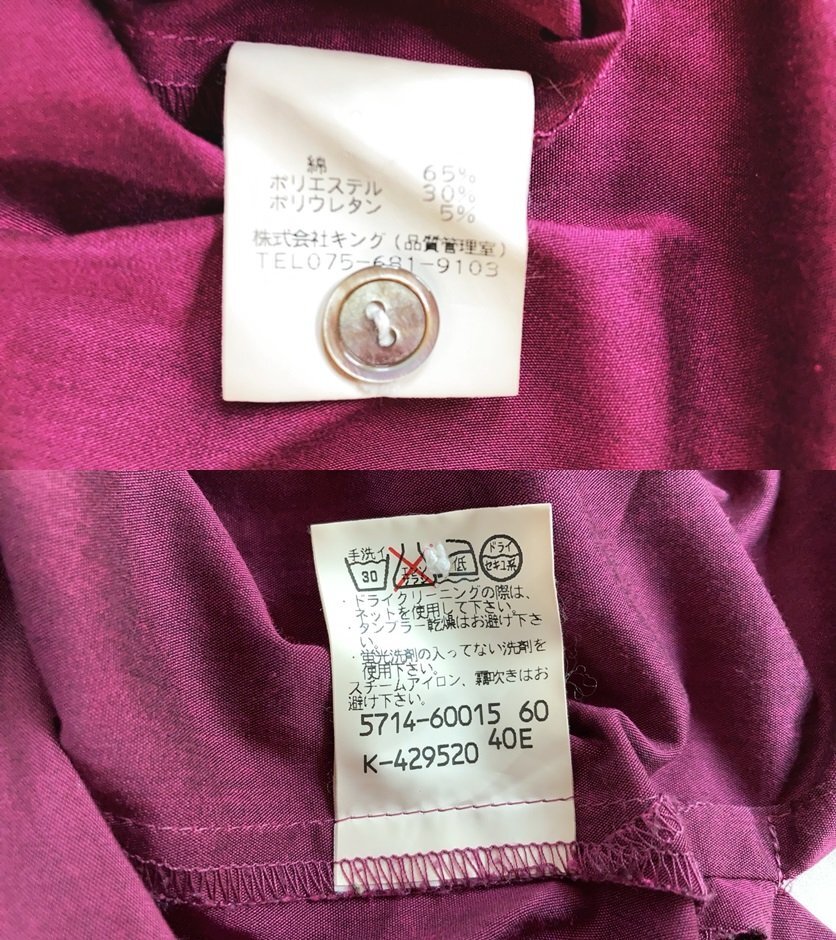 綿 65%
ポリエステル 30%
ポリウレタン 5%
株式会社キング(品質管理室)
TEL075-681-9103
手洗イ
30
エンソ
低
ドライ
セキユ系
・ドライクリーニングの際は、
ネットを使用して下さい。
・タンブラー乾燥はお避け下さ
い。
・蛍光洗剤の入ってない洗剤を
使用下さい。
スチームアイロン、霧吹きはお
避け下さい。
5714-60015 60
K-429520 40E